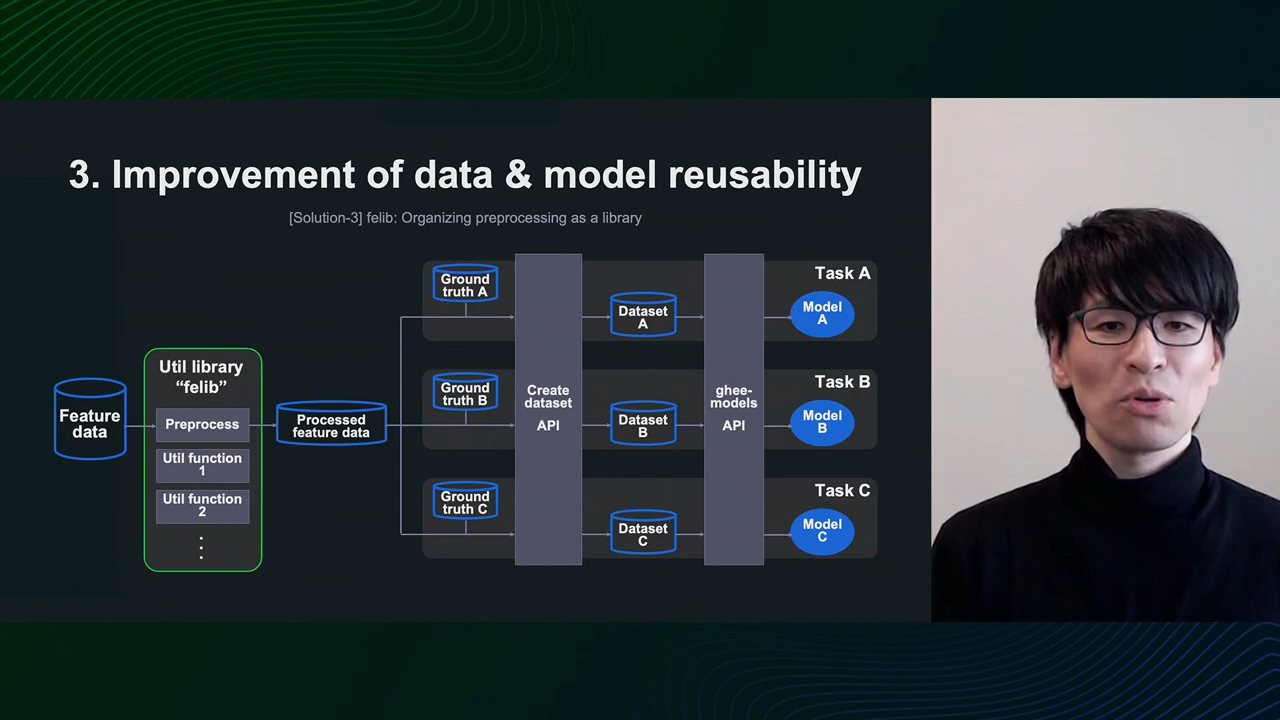 3. Improvement of data & model reusability
[Solution-3] felib: Organizing preprocessing as a library
Feature
data
Util library
“felib”
Preprocess
Util function
1
Util function
2
Processed
feature data
Ground
truth A
Ground
truth B
Ground
truth C
Create
dataset
API
Dataset
A
Dataset
B
Dataset
C
ghee-
models
API
Task A
Model
A
Task B
Model
B
Task C
Model
C